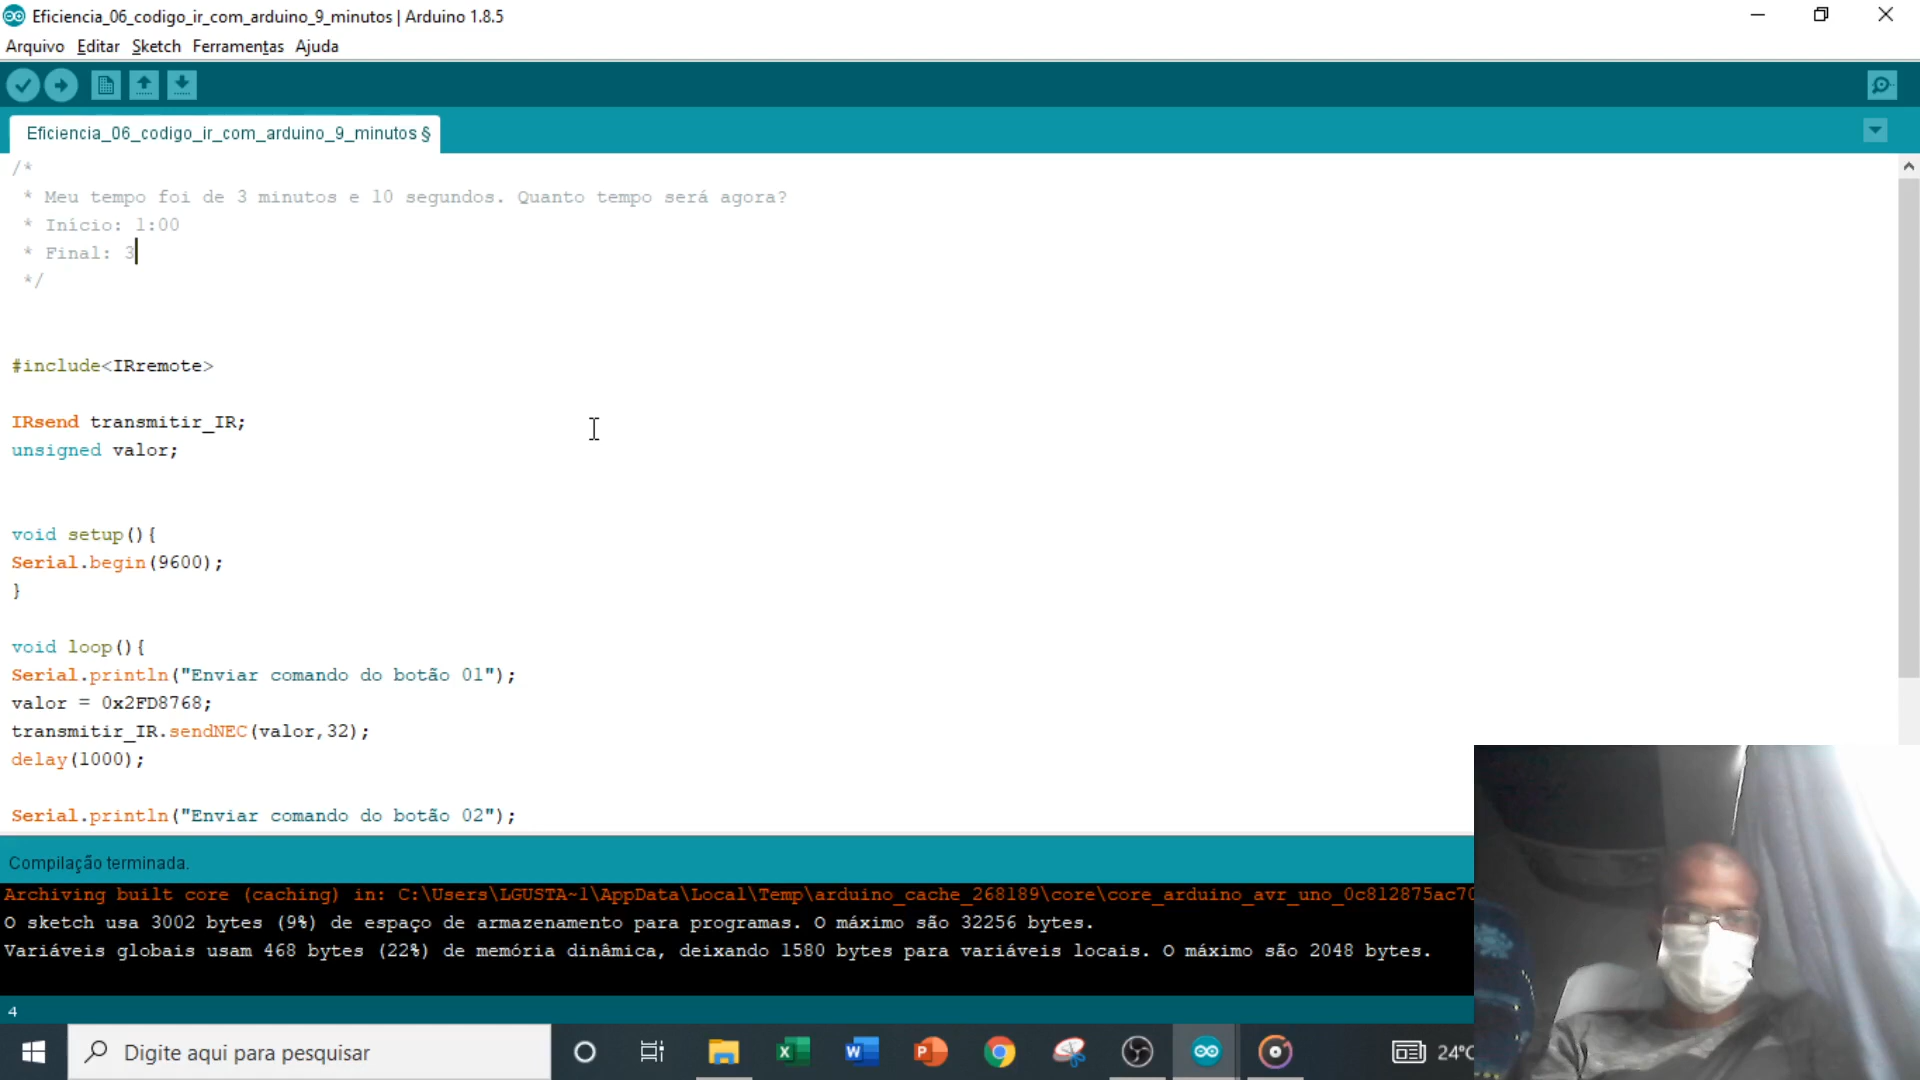 Eficiencia_06_codigo_ir_com_arduino_9_minutos | Arduino 1.8.5
Arquivo Editar Sketch Ferramentas Ajuda
Eficiencia_06_codigo_ir_com_arduino_9_minutos §
/*
* Meu tempo foi de 3 minutos e 10 segundos. Quanto tempo será agora?
* Início: 1:00
* Final: 3
*/
#include<IRremote>
IRsend transmitir_IR;
unsigned valor;
void setup(){
Serial.begin(9600);
}
void loop(){
Serial.println("Enviar comando do botão 01");
valor = 0x2FD8768;
transmitir_IR.sendNEC(valor,32);
delay(1000);
Serial.println("Enviar comando do botão 02");
Compilação terminada.
Archiving built core (caching) in: C:\Users\LGUSTA~1\AppData\Local\Temp\arduino_cache_268189\core\core_arduino_avr_uno_0c812875ac70
O sketch usa 3002 bytes (9%) de espaço de armazenamento para programas. O máximo são 32256 bytes.
Variáveis globais usam 468 bytes (22%) de memória dinâmica, deixando 1580 bytes para variáveis locais. O máximo são 2048 bytes.
4
Digite aqui para pesquisar
24°C